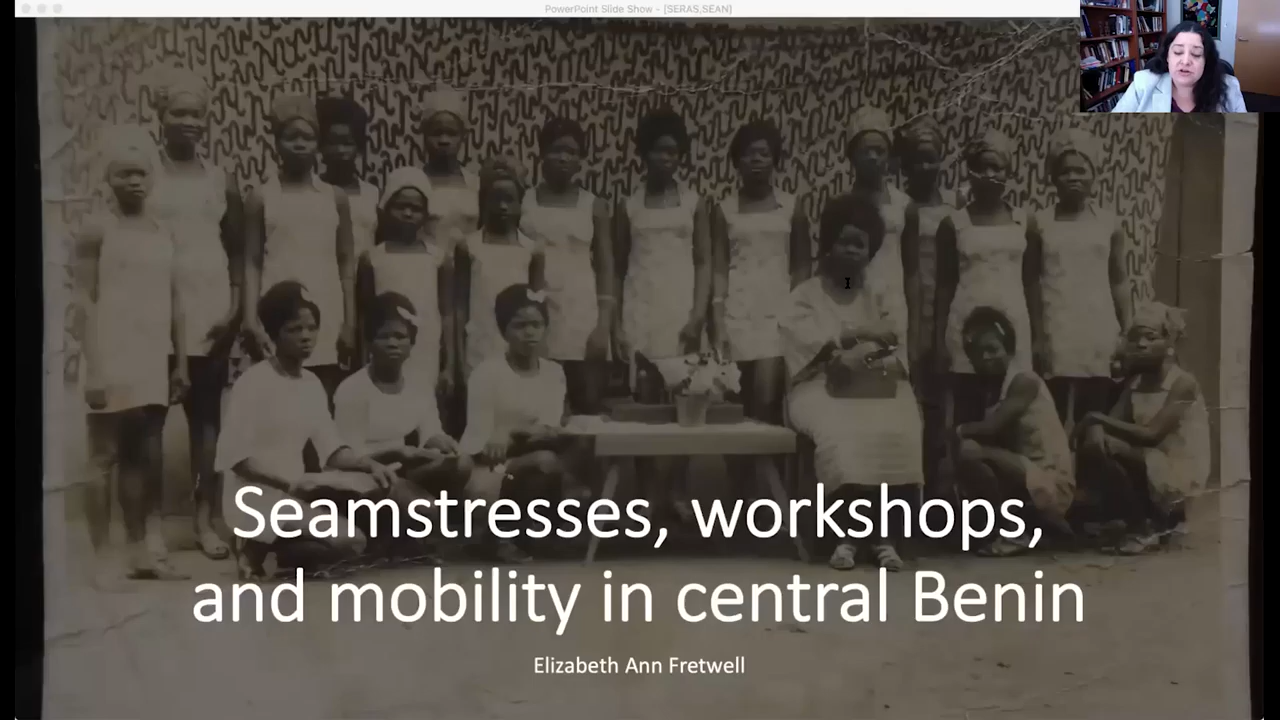 PowerPoint Slide Show - [SERAS,SEAN]
Seamstresses, workshops,
and mobility in central Benin
Elizabeth Ann Fretwell